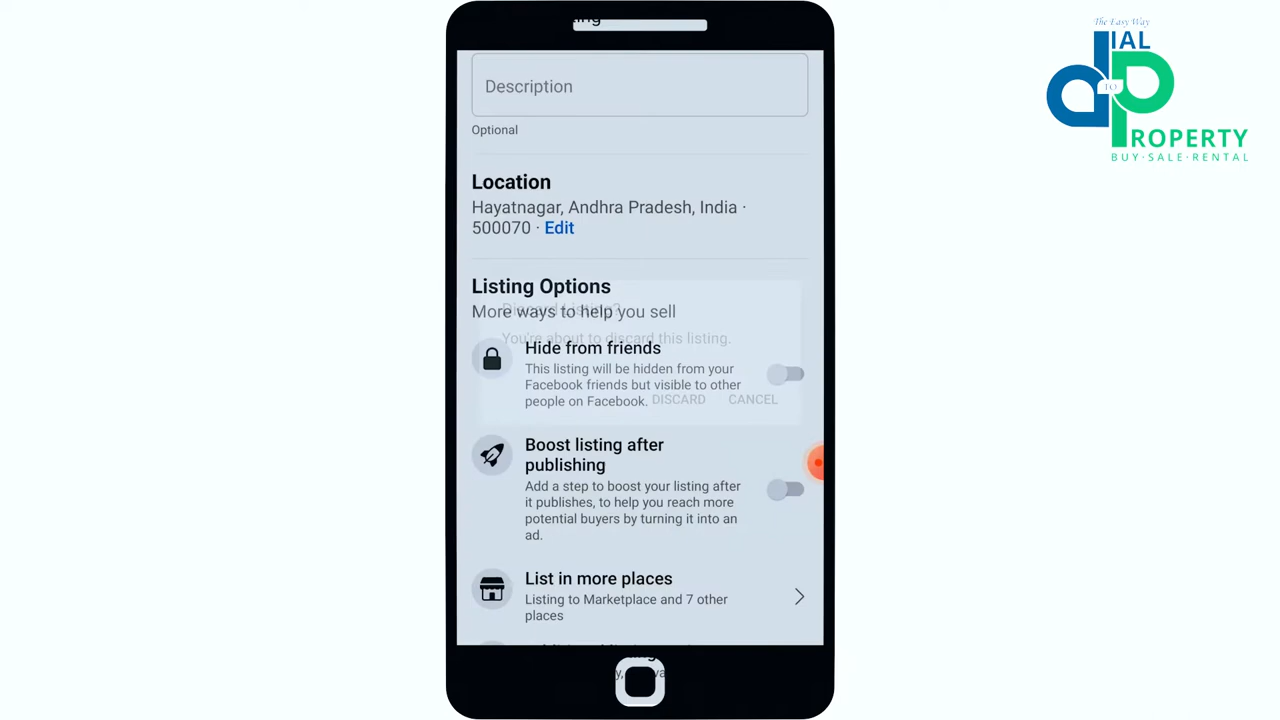 The Easy Way
DIAL
TO
PROPERTY
BUY·SALE·RENTAL
Description
Optional
Location
Hayatnagar, Andhra Pradesh, India ·
500070 · Edit
Listing Options
Discard Listing?
More ways to help you sell
You're about to discard this listing.
Hide from friends
This listing will be hidden from your
Facebook friends but visible to other
people on Facebook.
DISCARD CANCEL
Boost listing after
publishing
Add a step to boost your listing after
it publishes, to help you reach more
potential buyers by turning it into an
ad.
List in more places
Listing to Marketplace and 7 other
places